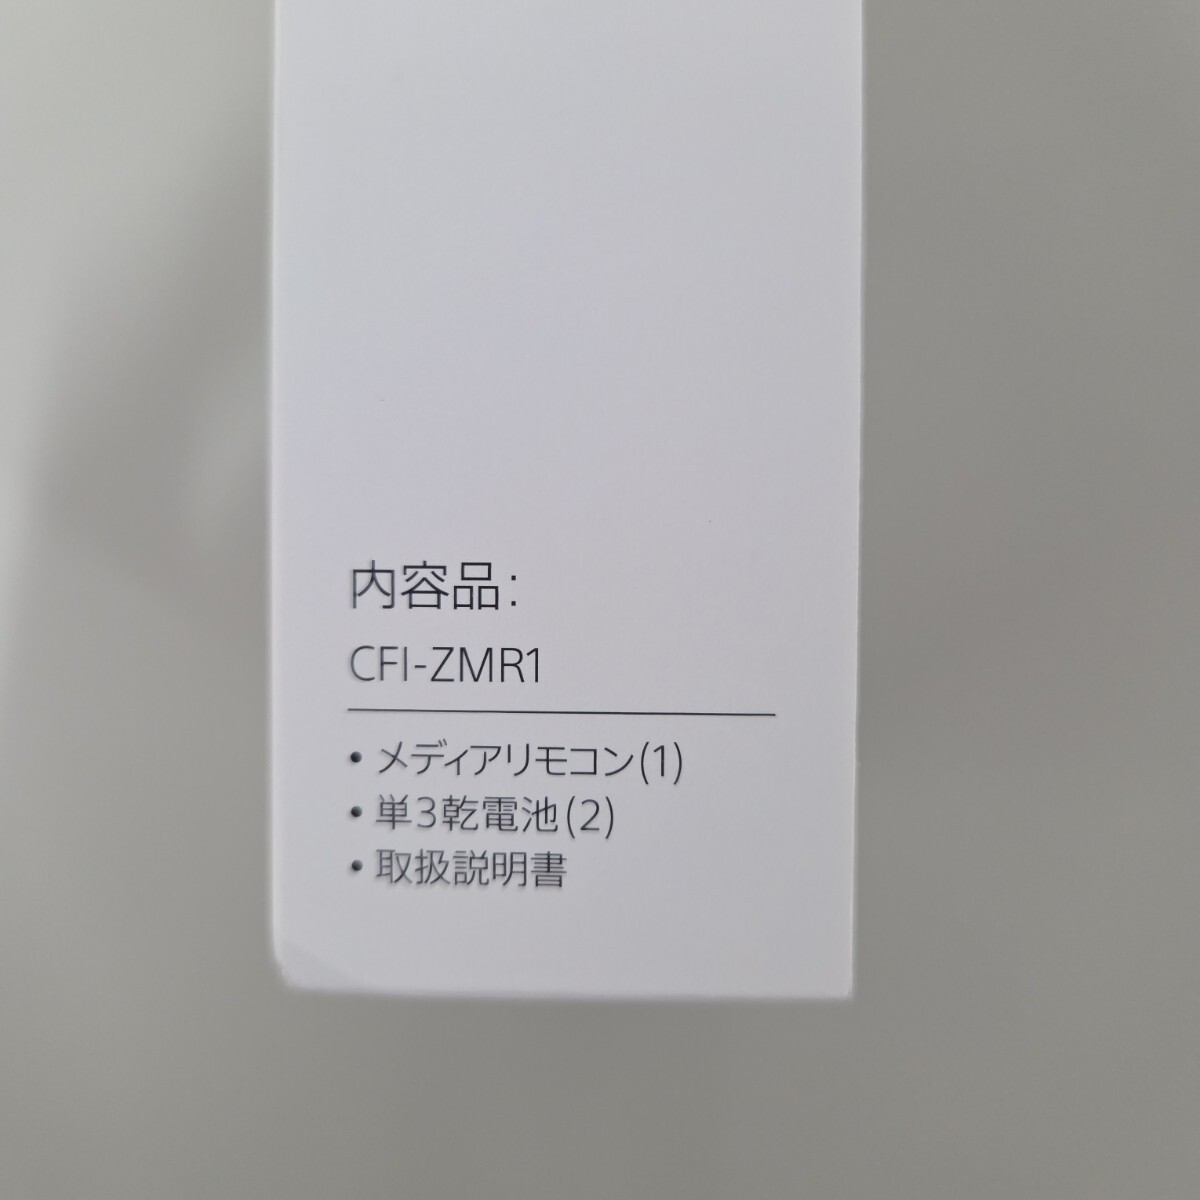 内容品:
CFI-ZMR1
• メディアリモコン(1)
• 単3乾電池(2)
• 取扱説明書